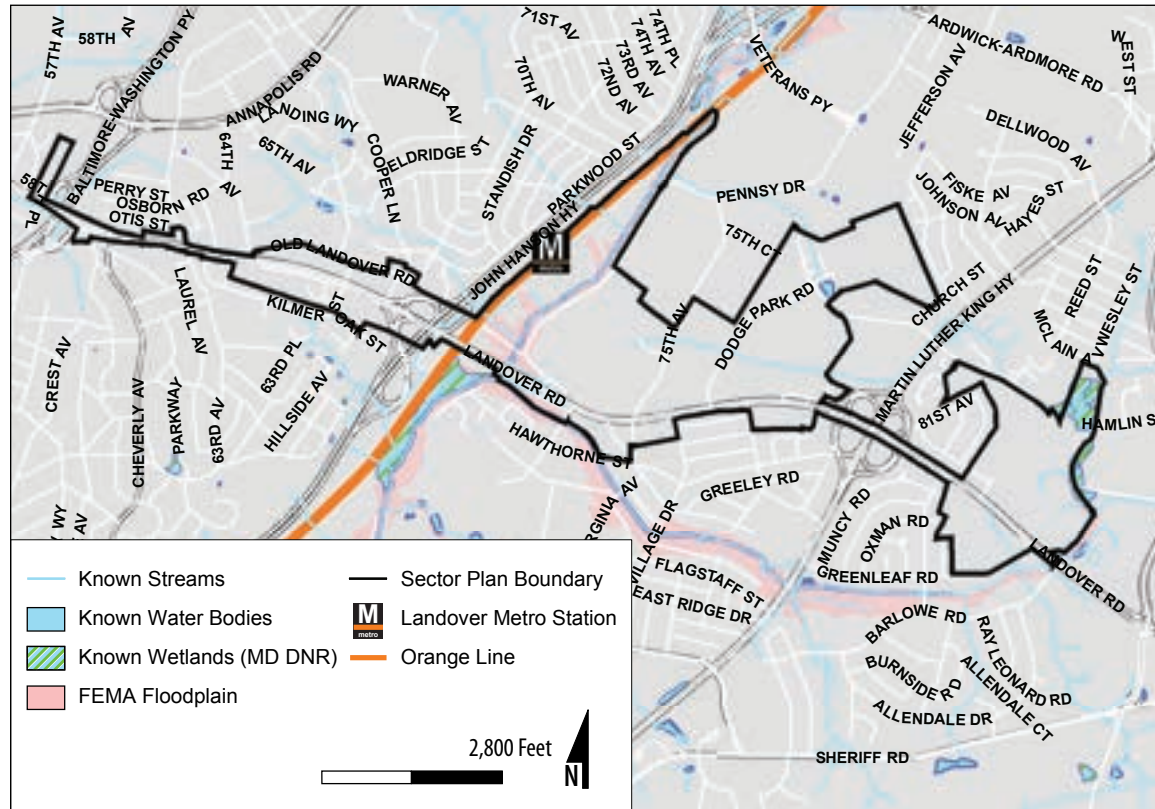 57TH AV
58TH AV
BALTIMORE-WASHINGTON PY
ANNAPOLIS RD
LANDING WY
64TH AV
65TH AV
WARNER AV
COOPER LN
ELDRIDGE ST
71ST AV
70TH AV
STANDISH DR
74TH PL
74TH AV
73RD AV
72ND AV
PARKWOOD ST
JOHN HANSON HY
VETERANS PY
ARDWICK-ARDMORE RD
WEST ST
JEFFERSON AV
DELLWOOD AV
FISKE AV
JOHNSON AV
HAYES ST
PENNSY DR
75TH CT
75TH AV
DODGE PARK RD
CHURCH ST
MARTIN LUTHER KING HY
REED ST
WESLEY ST
HAMLIN S
81ST AV
58T
PL
PERRY ST
OSBORN RD
OTIS ST
OLD LANDOVER RD
M
metro
KILMER ST
OAK ST
LAUREL AV
63RD PL
HILLSIDE AV
CREST AV
CHEVERLY AV
PARKWAY
63RD AV
LANDOVER RD
HAWTHORNE ST
GREELEY RD
RGINIA AV
VILLAGE DR
FLAGSTAFF ST
EAST RIDGE DR
MUNCY RD
OXMAN RD
GREENLEAF RD
LANDOVER RD
BARLOWE RD
RAY LEONARD RD
BURNSIDE RD
ALLENDALE CT
ALLENDALE DR
SHERIFF RD
WY
AV
Known Streams
Known Water Bodies
Known Wetlands (MD DNR)
FEMA Floodplain
Sector Plan Boundary
M
metro
Landover Metro Station
Orange Line
2,800 Feet
N